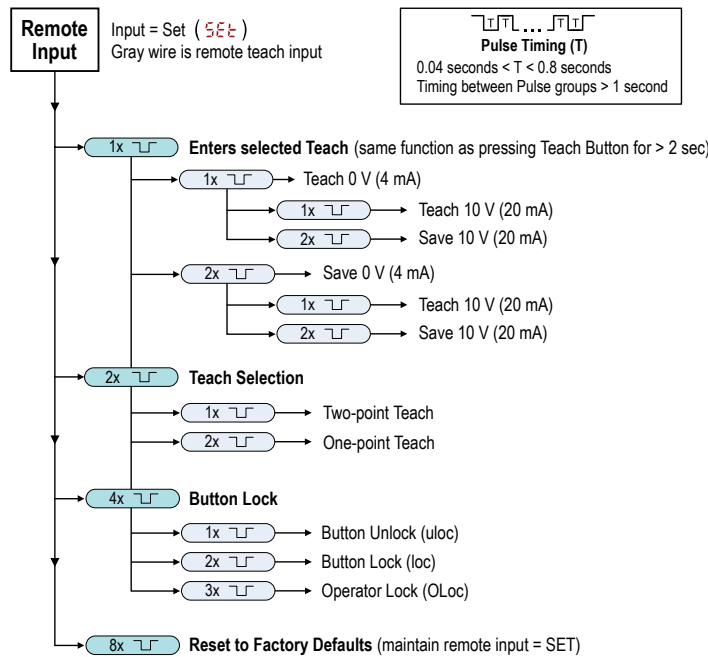 Remote
Input
Input = Set ( SEt )
Gray wire is remote teach input
T T ... T T
Pulse Timing (T)
0.04 seconds < T < 0.8 seconds
Timing between Pulse groups > 1 second
1x Enters selected Teach (same function as pressing Teach Button for > 2 sec)
1x Teach 0 V (4 mA)
1x Teach 10 V (20 mA)
2x Save 10 V (20 mA)
2x Save 0 V (4 mA)
1x Teach 10 V (20 mA)
2x Save 10 V (20 mA)
2x Teach Selection
1x Two-point Teach
2x One-point Teach
4x Button Lock
1x Button Unlock (uloc)
2x Button Lock (loc)
3x Operator Lock (OLoc)
8x Reset to Factory Defaults (maintain remote input = SET)